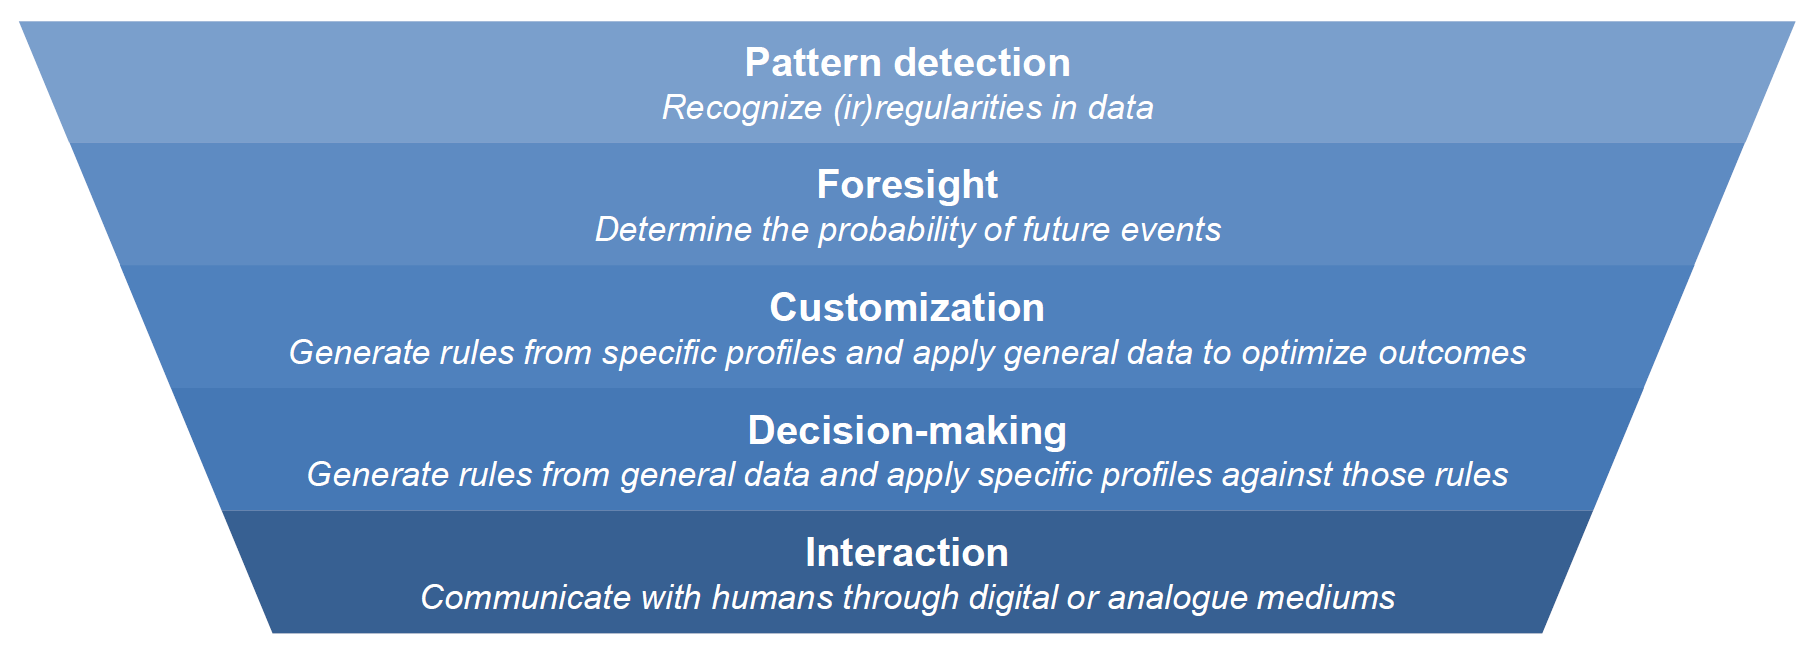 Pattern detection
Recognize (ir)regularities in data
Foresight
Determine the probability of future events
Customization
Generate rules from specific profiles and apply general data to optimize outcomes
Decision-making
Generate rules from general data and apply specific profiles against those rules
Interaction
Communicate with humans through digital or analogue mediums